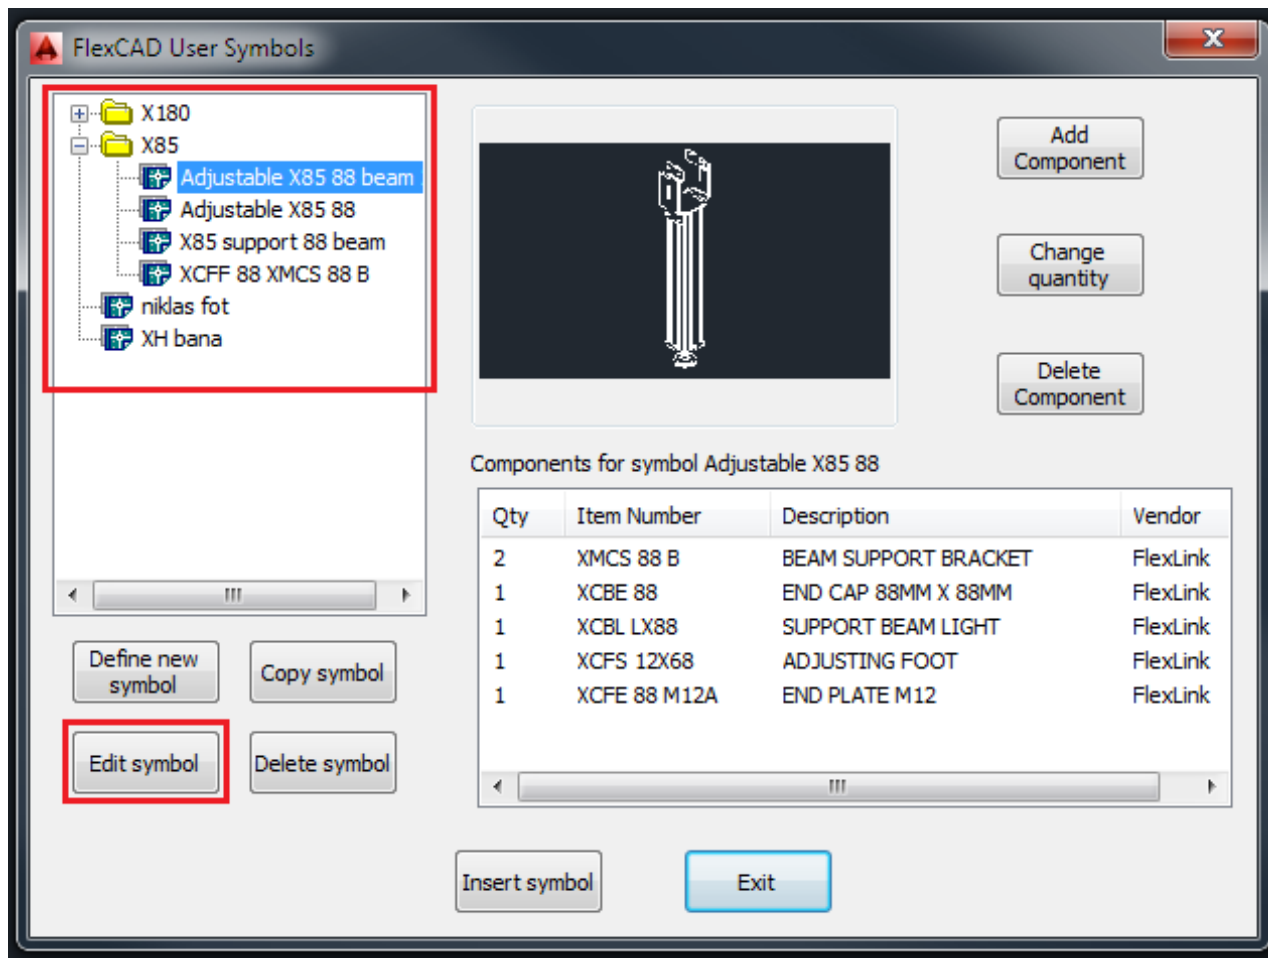 FlexCAD User Symbols
X180
X85
Adjustable X85 88 beam
Adjustable X85 88
X85 support 88 beam
XCFF 88 XMCS 88 B
niklas fot
XH bana
Define new
symbol
Copy symbol
Edit symbol
Delete symbol
Add
Component
Change
quantity
Delete
Component
Components for symbol Adjustable X85 88
Qty Item Number Description Vendor
2 XMCS 88 B BEAM SUPPORT BRACKET FlexLink
1 XCBE 88 END CAP 88MM X 88MM FlexLink
1 XCBL LX88 SUPPORT BEAM LIGHT FlexLink
1 XCFS 12X68 ADJUSTING FOOT FlexLink
1 XCFE 88 M12A END PLATE M12 FlexLink
Insert symbol
Exit